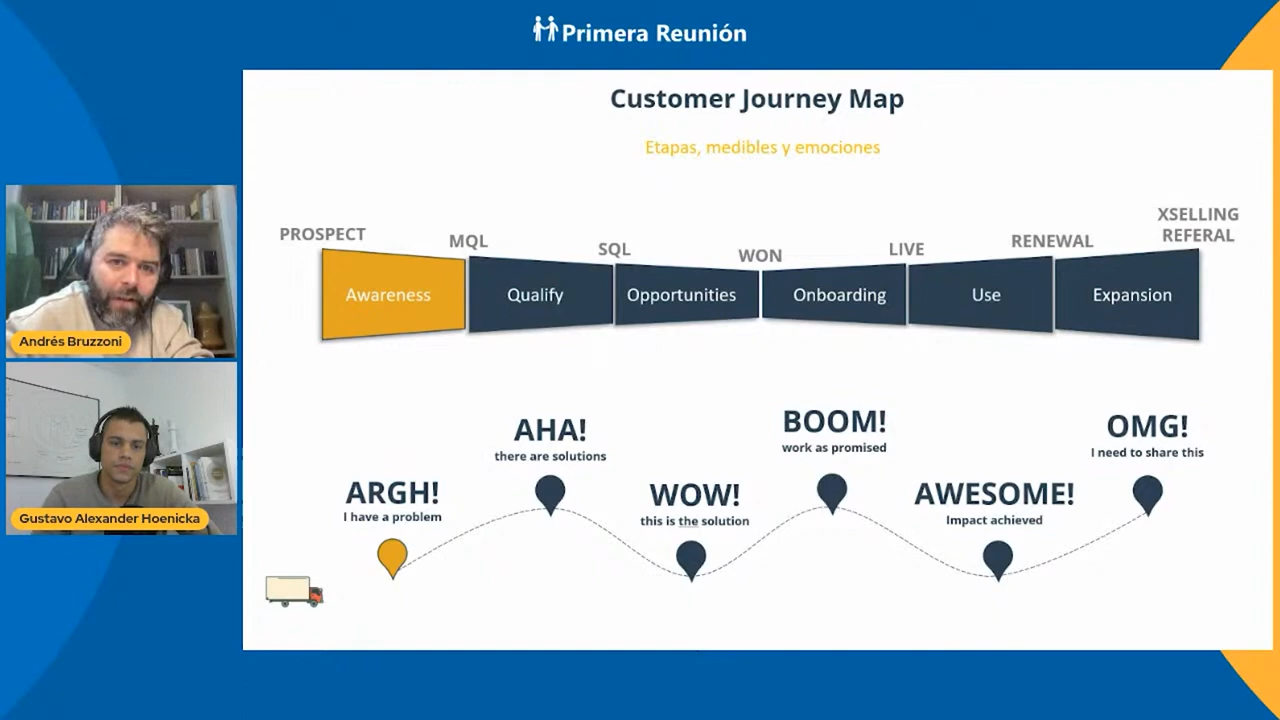 Primera Reunión
Customer Journey Map
Etapas, medibles y emociones
PROSPECT
MQL
SQL
WON
LIVE
RENEWAL
XSELLING
REFERAL
Awareness
Qualify
Opportunities
Onboarding
Use
Expansion
ARGH!
I have a problem
AHA!
there are solutions
WOW!
this is the solution
BOOM!
work as promised
AWESOME!
Impact achieved
OMG!
I need to share this
Andrés Bruzzoni
Gustavo Alexander Hoenicka